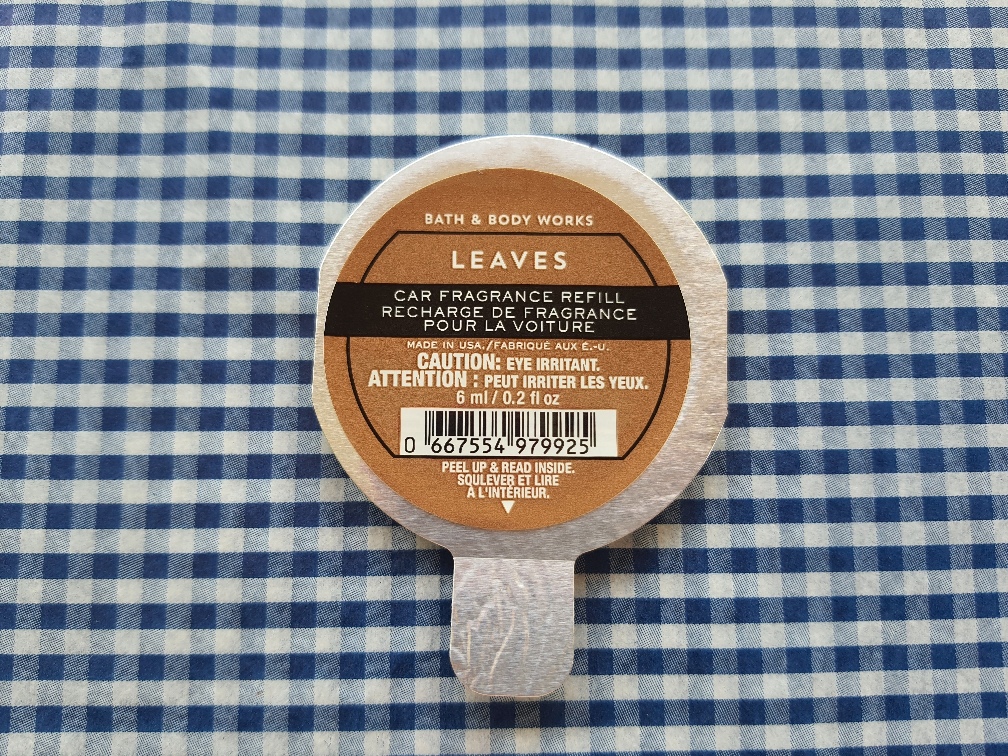 BATH & BODY WORKS
LEAVES
CAR FRAGRANCE REFILL
RECHARGE DE FRAGRANCE
POUR LA VOITURE
MADE IN USA./FABRIQUÉ AUX É.-U.
CAUTION: EYE IRRITANT.
ATTENTION : PEUT IRRITER LES YEUX.
6 ml / 0.2 fl oz
0 667554 979925
PEEL UP & READ INSIDE.
SOULEVER ET LIRE
À L'INTÉRIEUR.